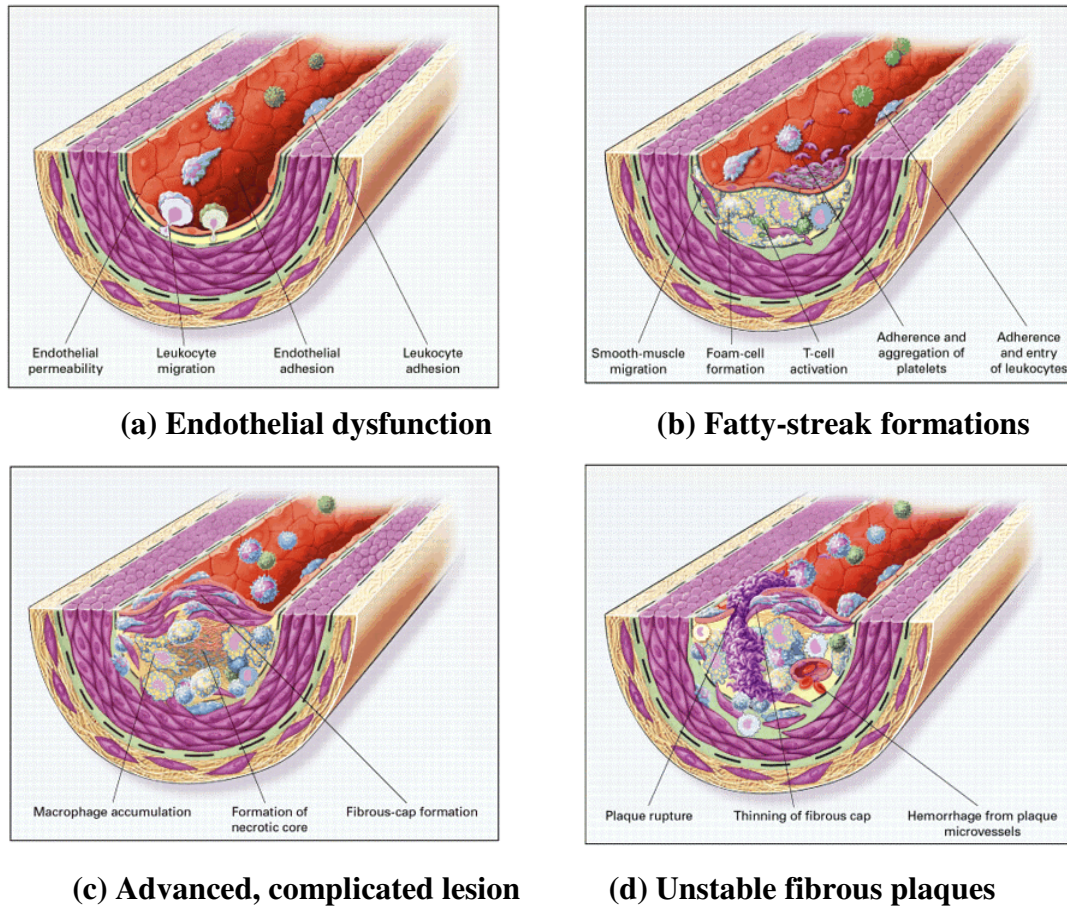 Endothelial permeability
Leukocyte migration
Endothelial adhesion
Leukocyte adhesion
(a) Endothelial dysfunction
Smooth-muscle migration
Foam-cell formation
T-cell activation
Adherence and aggregation of platelets
Adherence and entry of leukocytes
(b) Fatty-streak formations
Macrophage accumulation
Formation of necrotic core
Fibrous-cap formation
(c) Advanced, complicated lesion
Plaque rupture
Thinning of fibrous cap
Hemorrhage from plaque microvessels
(d) Unstable fibrous plaques